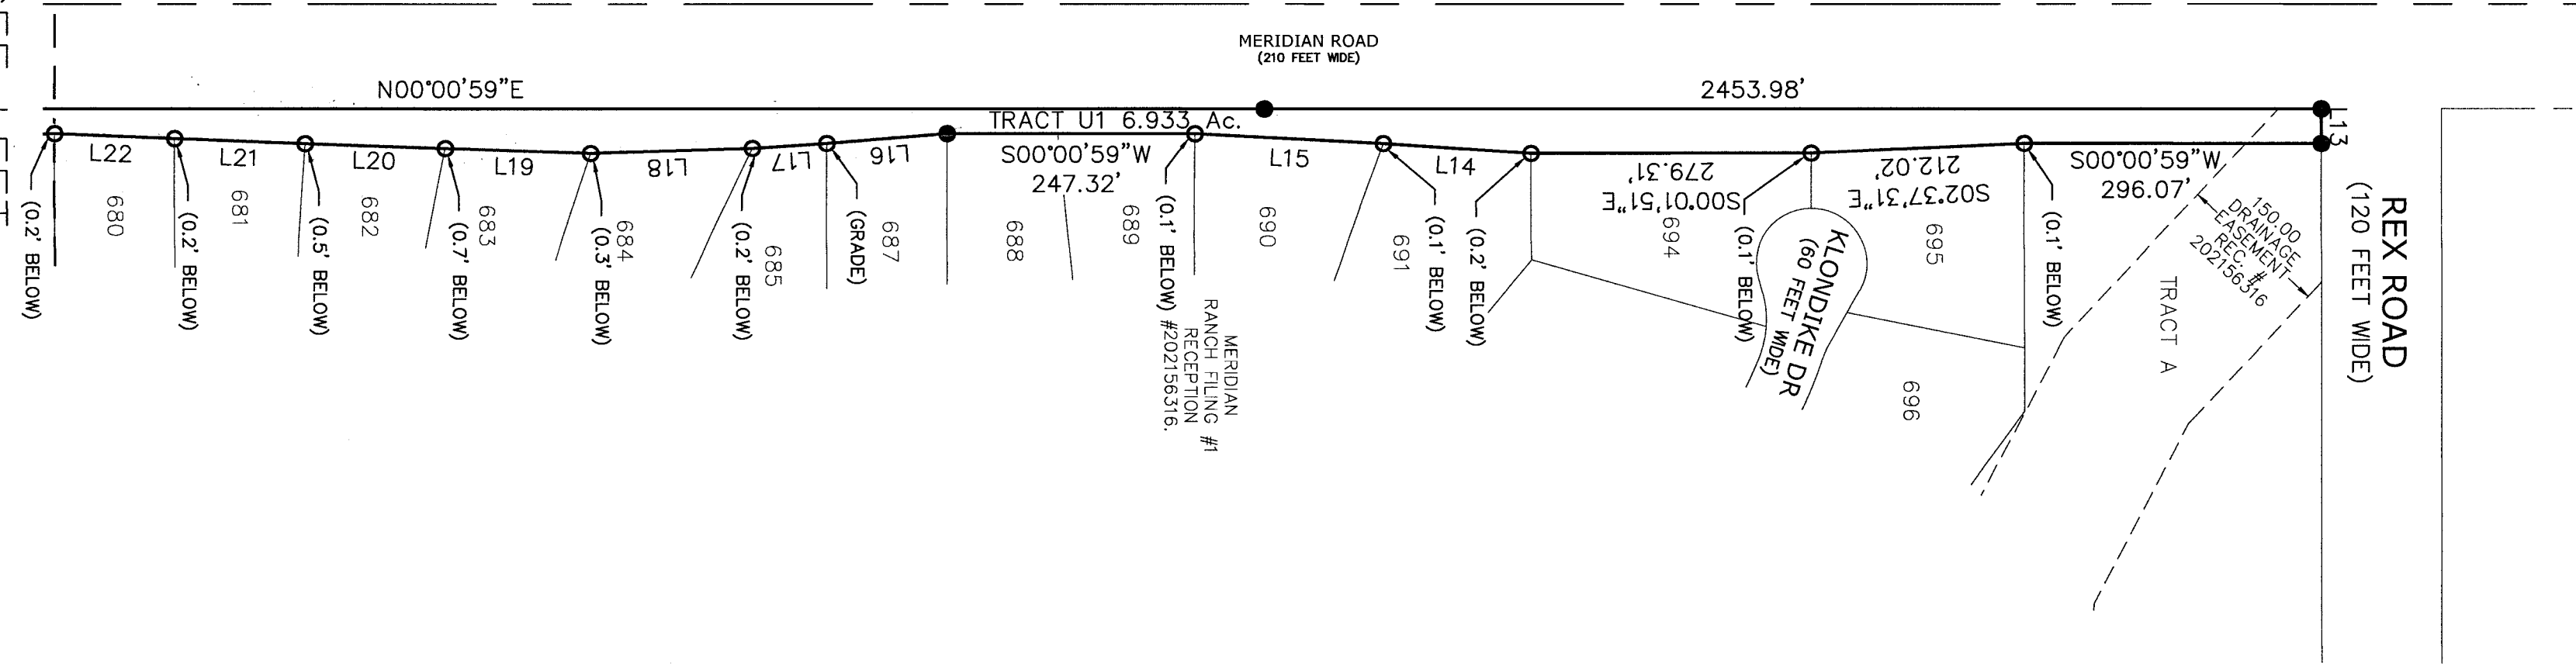 MERIDIAN ROAD
(210 FEET WIDE)
N00°00'59"E
2453.98'
TRACT U1 6.933 Ac.
L13
L22
L21
L20
L19
L18
L17
L16
S00°00'59"W
247.32'
L15
L14
279.31'
S00°01'51"E
212.02'
S02°37'31"E
S00°00'59"W
296.07'
(0.2' BELOW)
680
(0.2' BELOW)
681
(0.5' BELOW)
682
(0.7' BELOW)
683
(0.3' BELOW)
684
(0.2' BELOW)
685
(GRADE)
687
688
689
(0.1' BELOW)
690
MERIDIAN
RANCH FILING #1
RECEPTION
#202156316.
691
(0.1' BELOW)
(0.2' BELOW)
694
(0.1' BELOW)
KLONDIKE DR
(60 FEET WIDE)
695
696
(0.1' BELOW)
150.00
DRAINAGE
EASEMENT
REC. #
202156316
TRACT A
REX ROAD
(120 FEET WIDE)